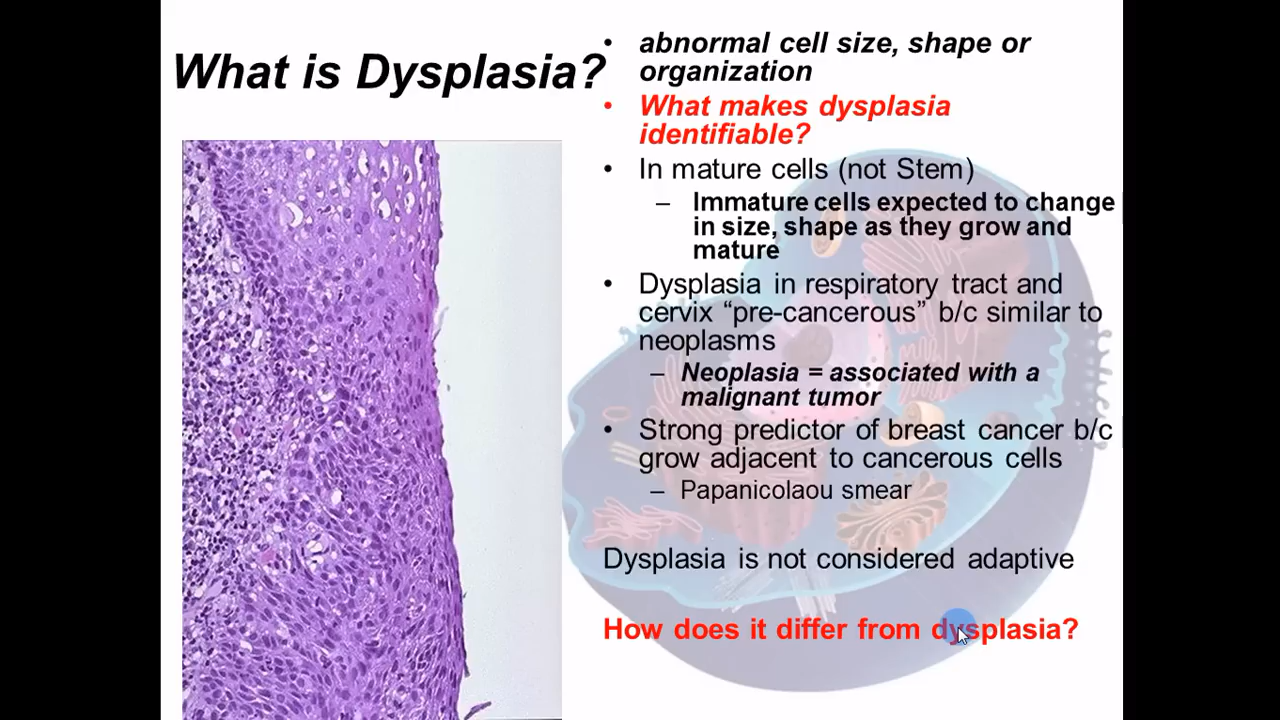 What is Dysplasia?
• abnormal cell size, shape or
organization
• What makes dysplasia
identifiable?
• In mature cells (not Stem)
– Immature cells expected to change
in size, shape as they grow and
mature
• Dysplasia in respiratory tract and
cervix “pre-cancerous” b/c similar to
neoplasms
– Neoplasia = associated with a
malignant tumor
• Strong predictor of breast cancer b/c
grow adjacent to cancerous cells
– Papanicolaou smear
Dysplasia is not considered adaptive
How does it differ from dysplasia?